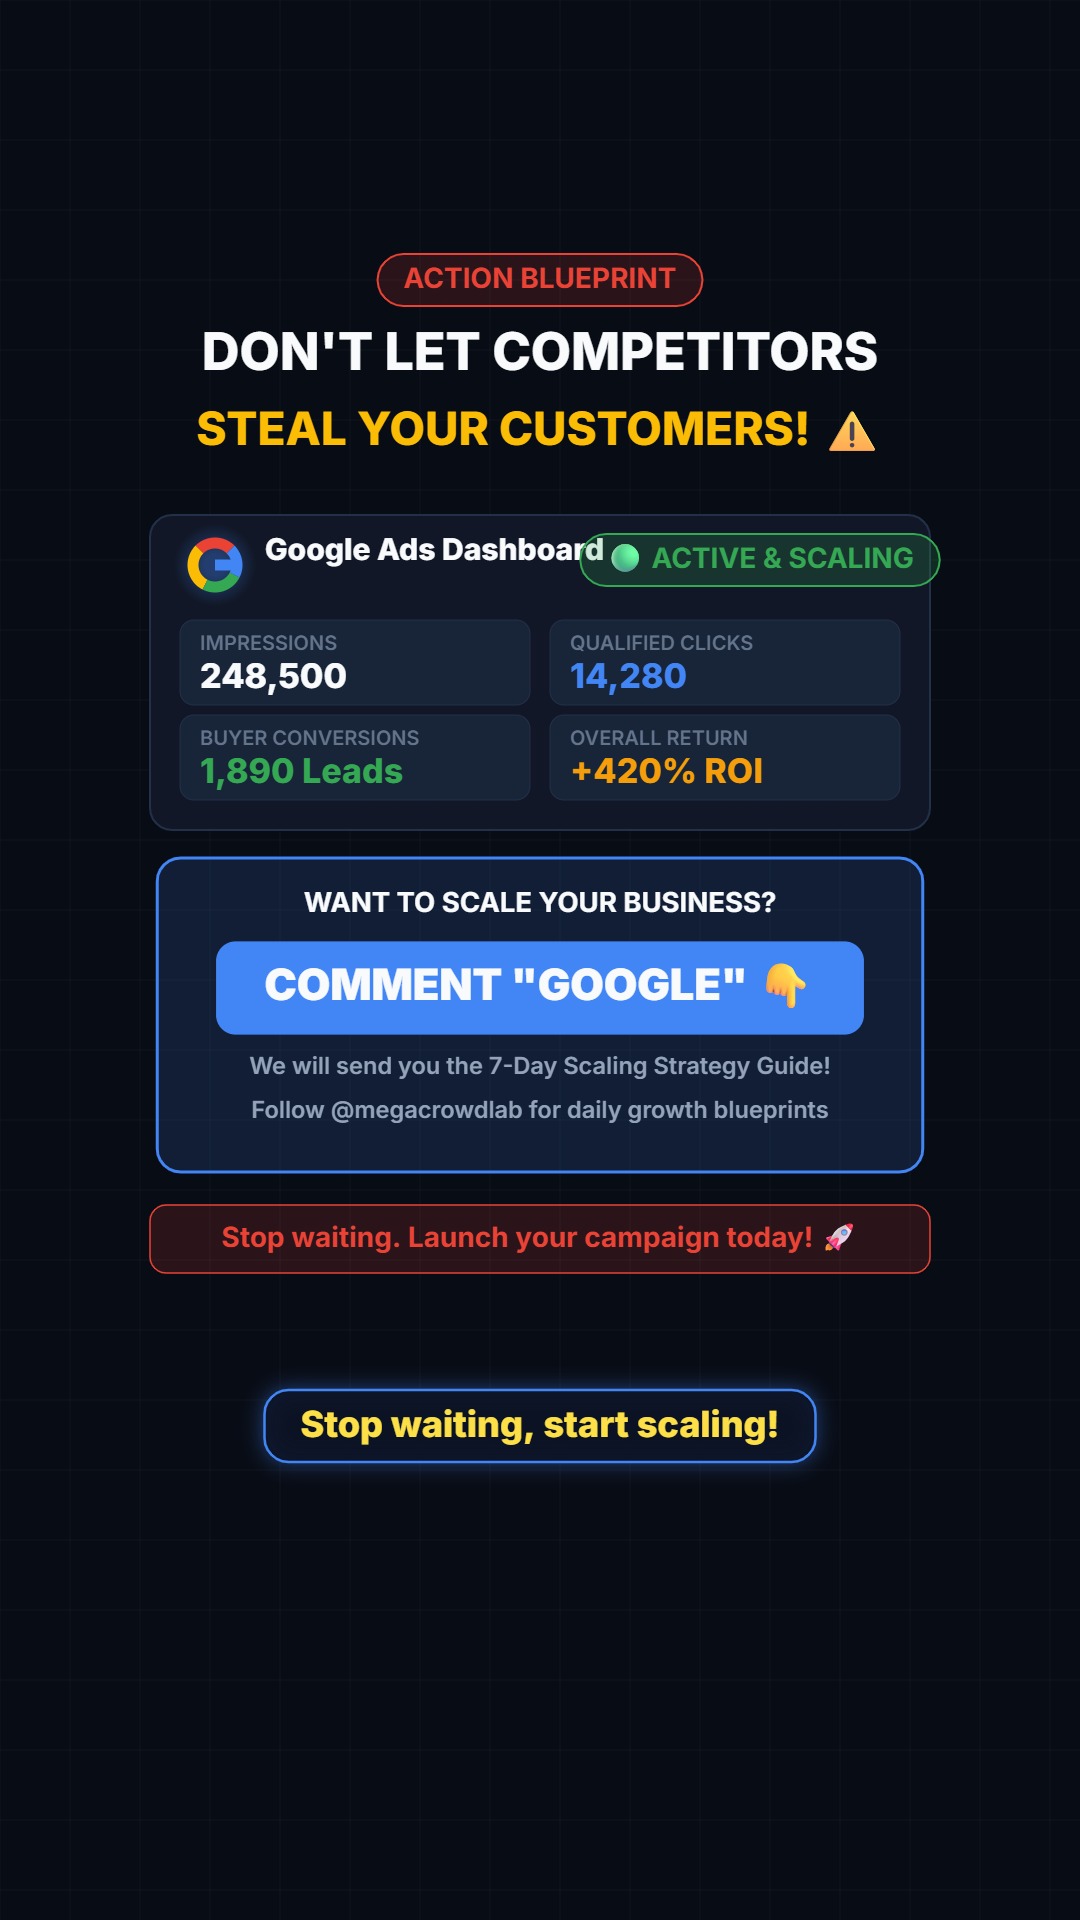 ACTION BLUEPRINT
DON'T LET COMPETITORS
STEAL YOUR CUSTOMERS! ⚠️
Google Ads Dashboard
ACTIVE & SCALING
IMPRESSIONS
248,500
QUALIFIED CLICKS
14,280
BUYER CONVERSIONS
1,890 Leads
OVERALL RETURN
+420% ROI
WANT TO SCALE YOUR BUSINESS?
COMMENT "GOOGLE" 👇
We will send you the 7-Day Scaling Strategy Guide!
Follow @megacrowdlab for daily growth blueprints
Stop waiting. Launch your campaign today! 🚀
Stop waiting, start scaling!